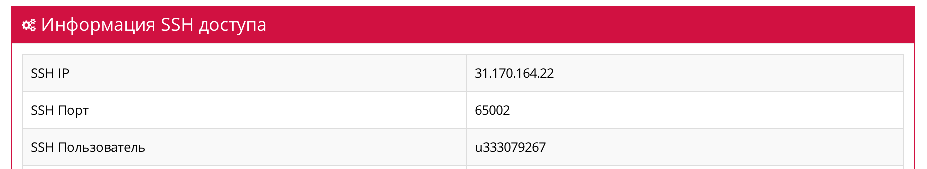 Информация SSH доступа
SSH IP 31.170.164.22
SSH Порт 65002
SSH Пользователь u333079267